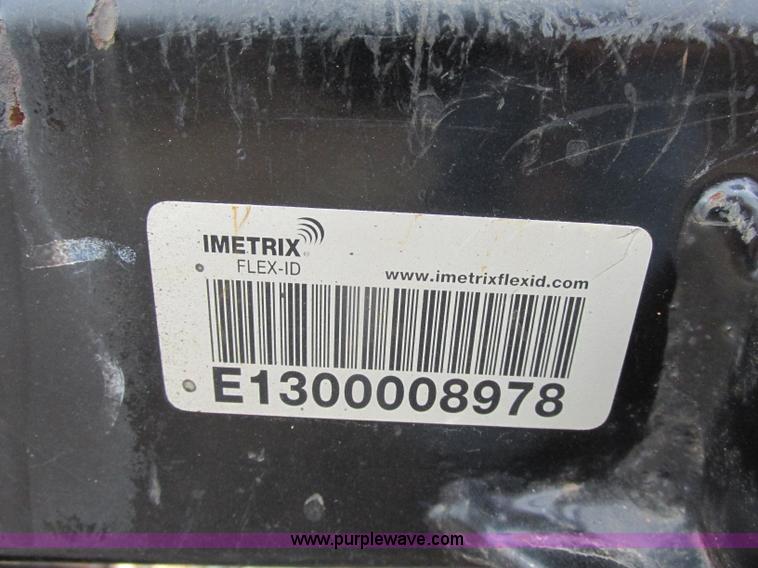 IMETRIX®
FLEX-ID
www.imetrixflexid.com
E1300008978
www.purplewave.com